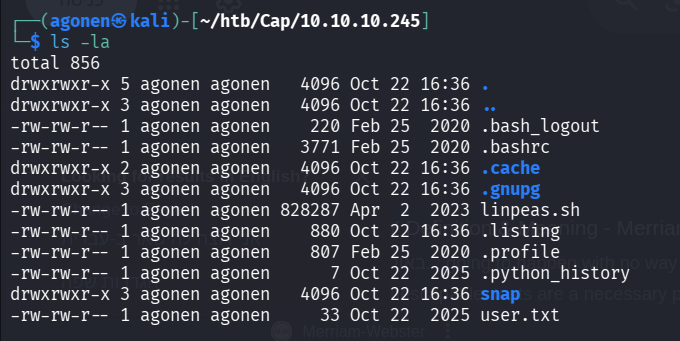 ┌──(agonen㉿kali)-[~/htb/Cap/10.10.10.245]
└─$ ls -la
total 856
drwxrwxr-x 5 agonen agonen   4096 Oct 22 16:36 .
drwxrwxr-x 3 agonen agonen   4096 Oct 22 16:36 ..
-rw-rw-r-- 1 agonen agonen    220 Feb 25  2020 .bash_logout
-rw-rw-r-- 1 agonen agonen   3771 Feb 25  2020 .bashrc
drwxrwxr-x 2 agonen agonen   4096 Oct 22 16:36 .cache
drwxrwxr-x 3 agonen agonen   4096 Oct 22 16:36 .gnupg
-rw-rw-r-- 1 agonen agonen 828287 Apr  2  2023 linpeas.sh
-rw-rw-r-- 1 agonen agonen    880 Oct 22 16:36 .listing
-rw-rw-r-- 1 agonen agonen    807 Feb 25  2020 .profile
-rw-rw-r-- 1 agonen agonen      7 Oct 22  2025 .python_history
drwxrwxr-x 3 agonen agonen   4096 Oct 22 16:36 snap
-rw-rw-r-- 1 agonen agonen     33 Oct 22  2025 user.txt
Merriam-Webster